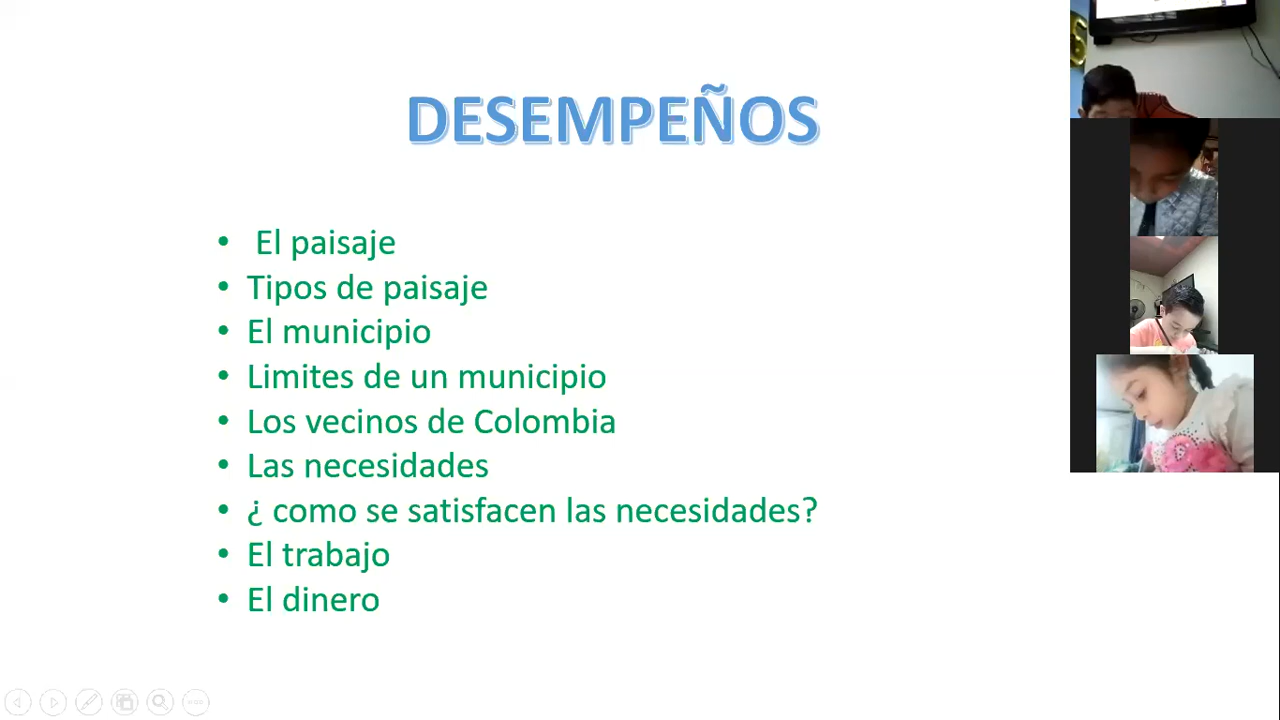 DESEMPEÑOS
• El paisaje
• Tipos de paisaje
• El municipio
• Limites de un municipio
• Los vecinos de Colombia
• Las necesidades
• ¿ como se satisfacen las necesidades?
• El trabajo
• El dinero